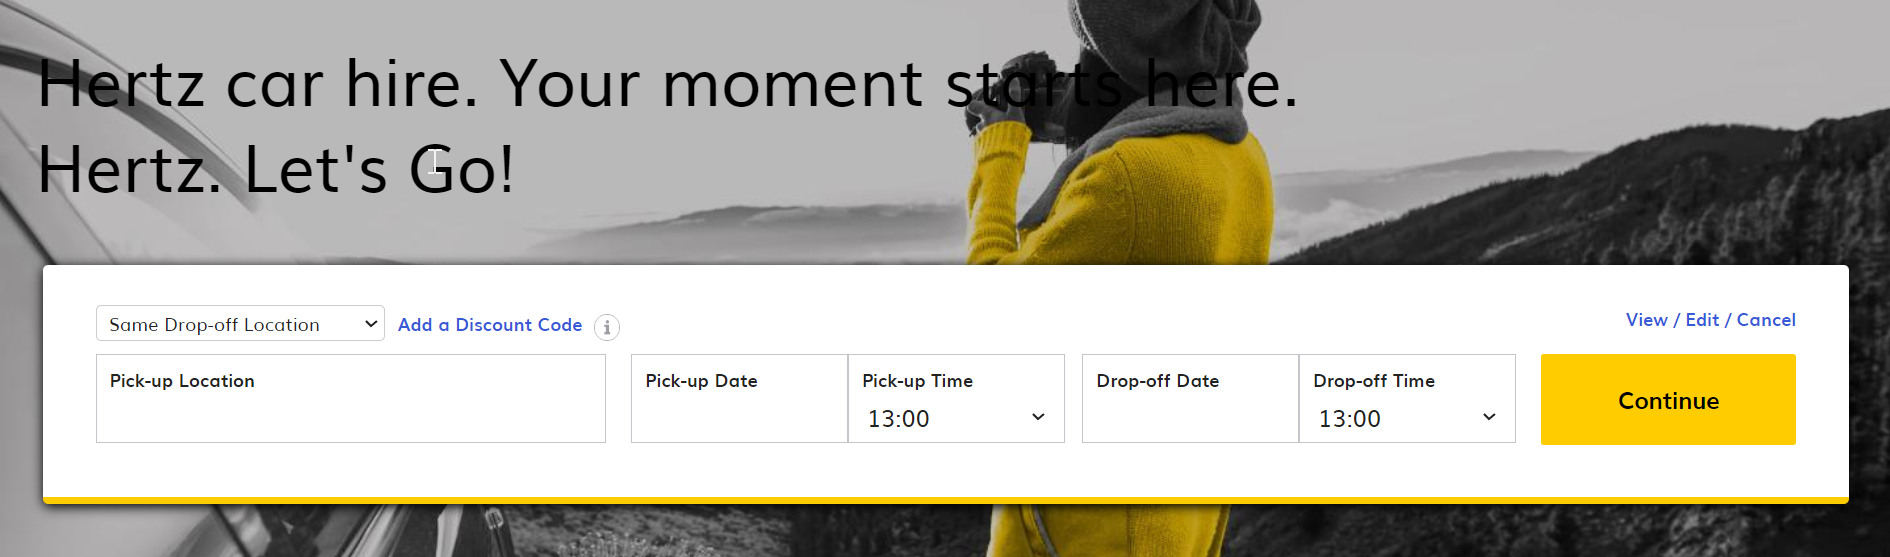 Hertz car hire. Your moment starts here.
Hertz. Let's Go!
Same Drop-off Location
Add a Discount Code
i
View / Edit / Cancel
Pick-up Location
Pick-up Date
Pick-up Time
13:00
Drop-off Date
Drop-off Time
13:00
Continue